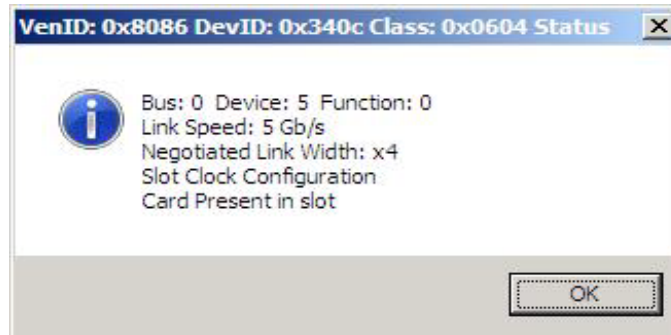 VenID: 0x8086 DevID: 0x340c Class: 0x0604 Status
Bus: 0 Device: 5 Function: 0
Link Speed: 5 Gb/s
Negotiated Link Width: x4
Slot Clock Configuration
Card Present in slot
OK